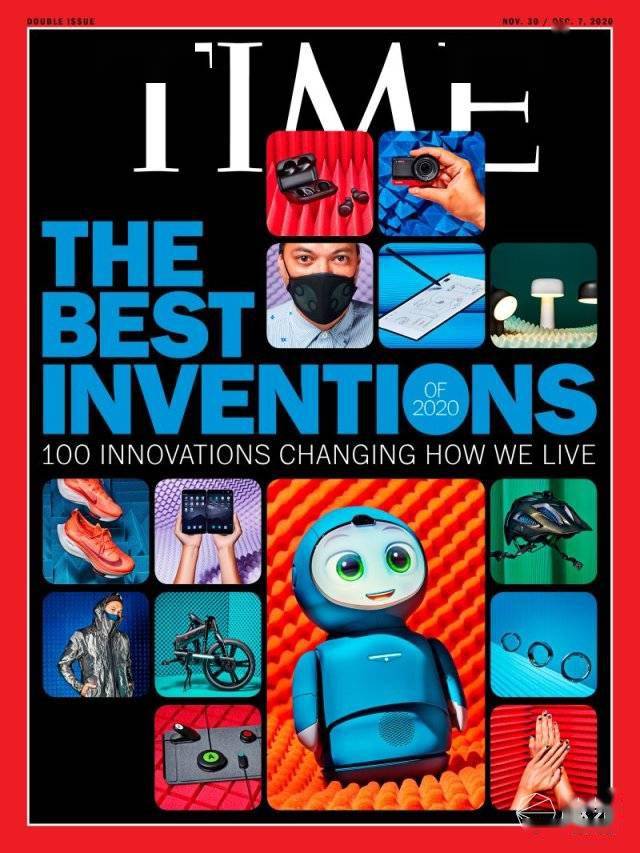 DOUBLE ISSUE
NOV. 30 / DEC. 7, 2020
TIME
THE
BEST
INVENTIONS
OF
2020
100 INNOVATIONS CHANGING HOW WE LIVE
A